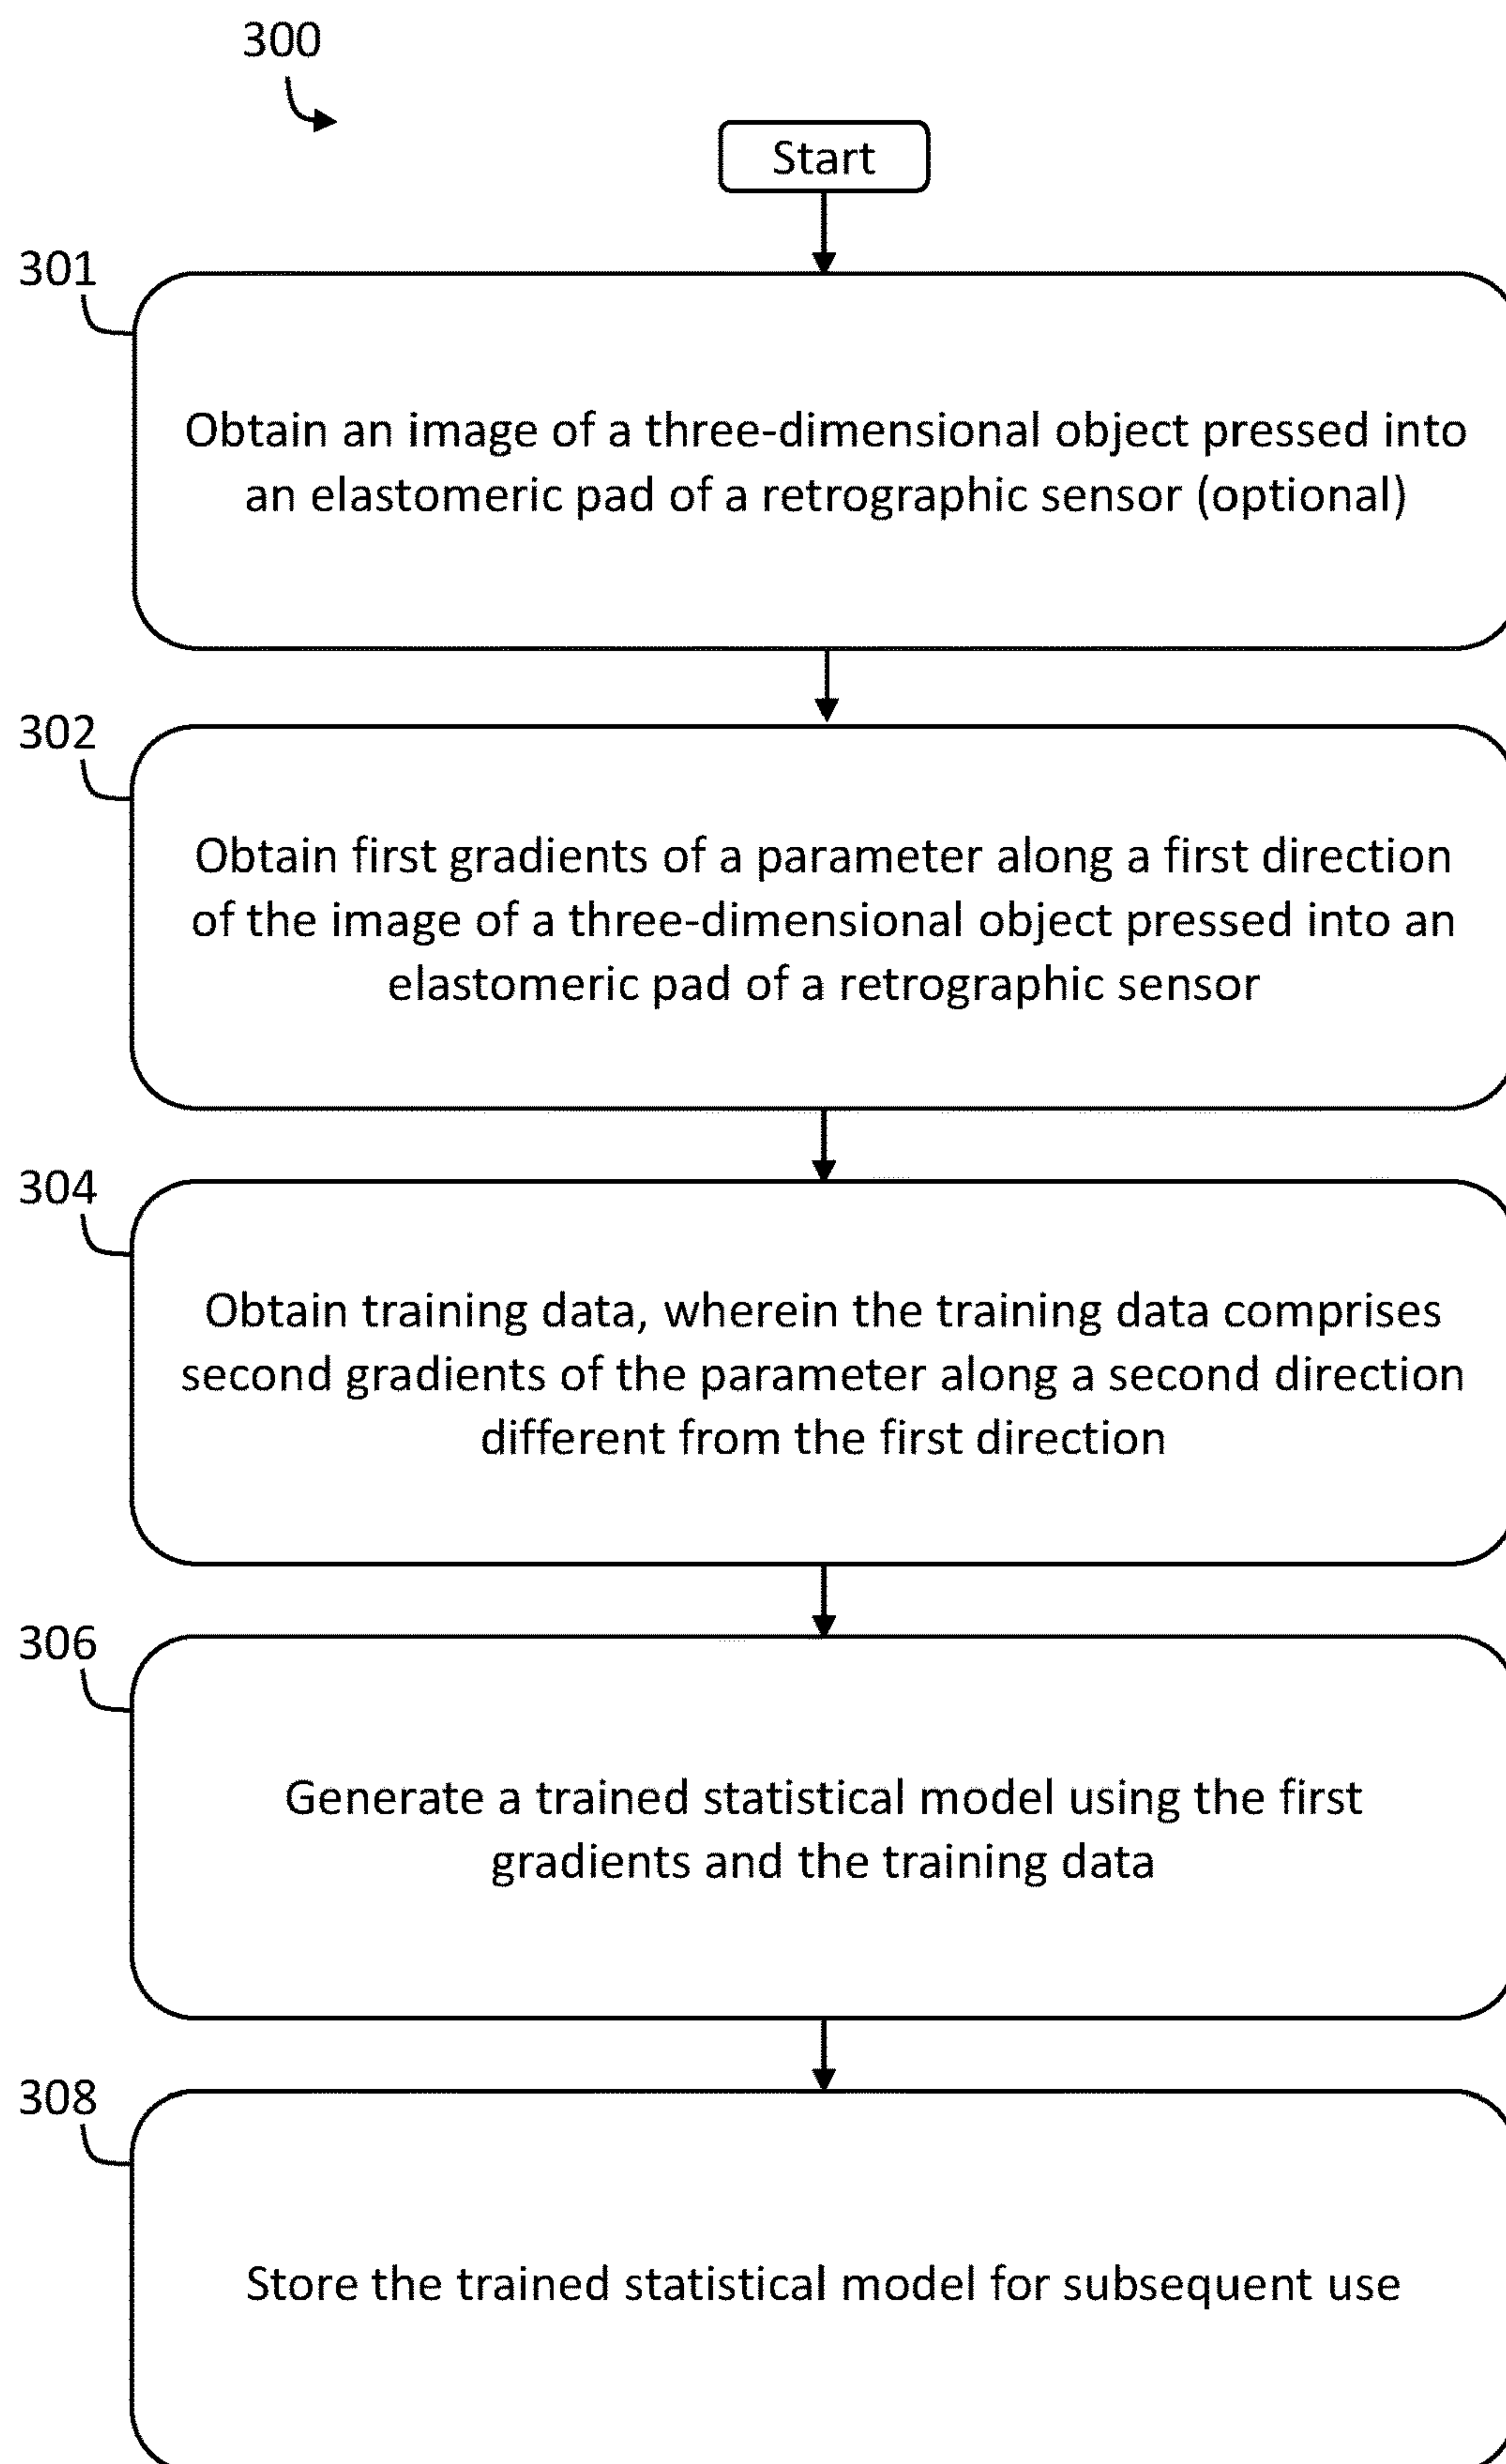 300
Start
301
Obtain an image of a three-dimensional object pressed into
an elastomeric pad of a retrographic sensor (optional)
302
Obtain first gradients of a parameter along a first direction
of the image of a three-dimensional object pressed into an
elastomeric pad of a retrographic sensor
304
Obtain training data, wherein the training data comprises
second gradients of the parameter along a second direction
different from the first direction
306
Generate a trained statistical model using the first
gradients and the training data
308
Store the trained statistical model for subsequent use